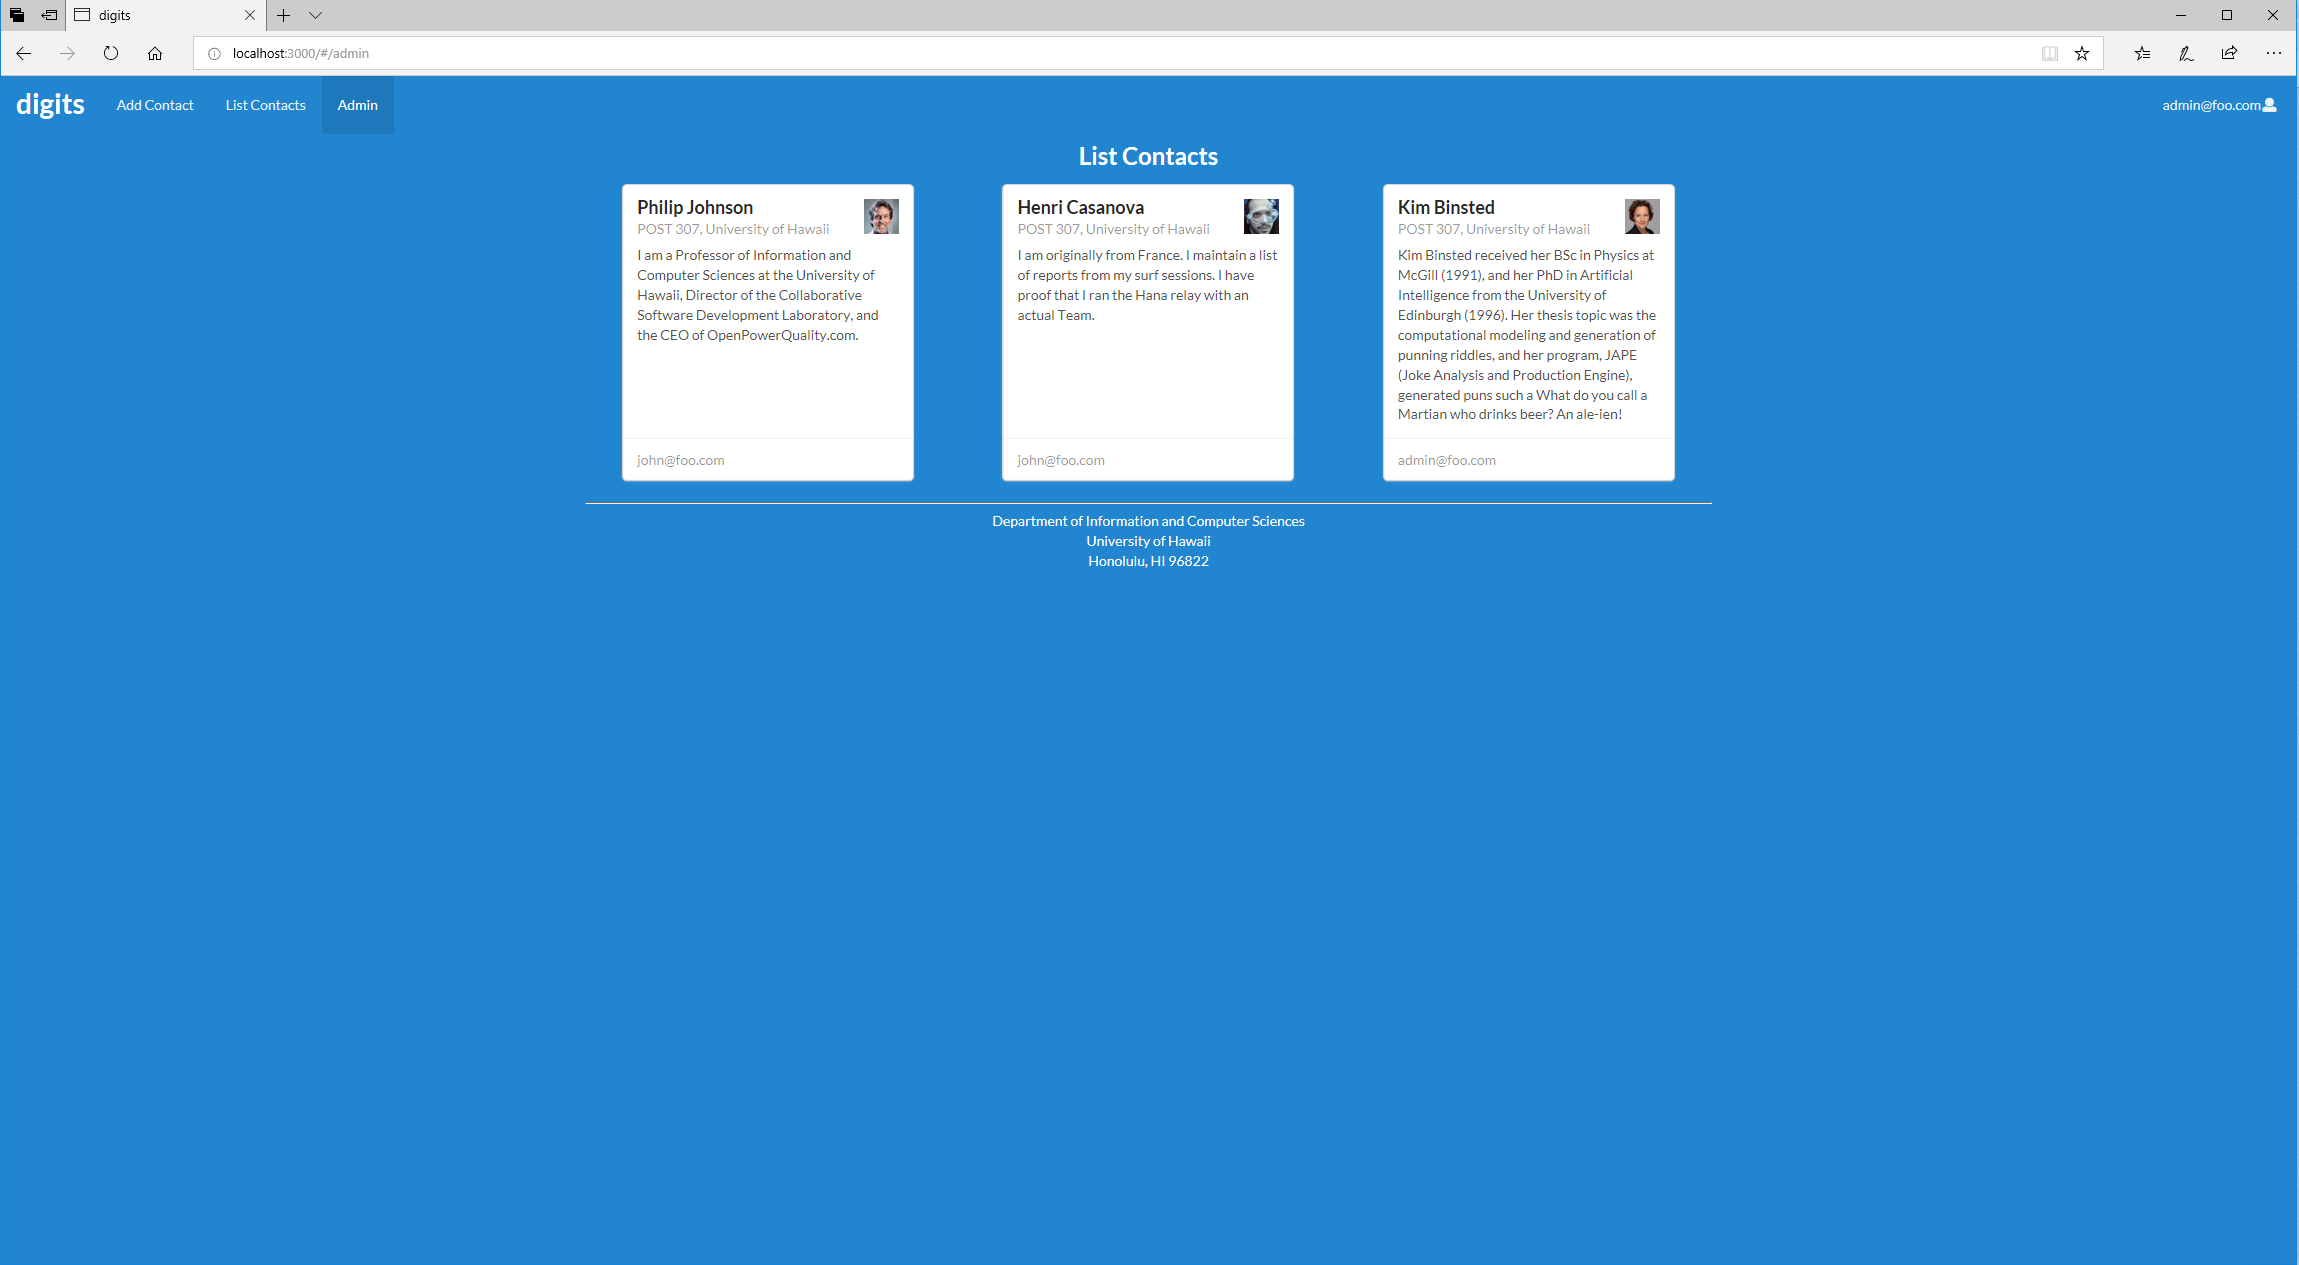 digits
localhost:3000/#/admin
digits
Add Contact
List Contacts
Admin
admin@foo.com
List Contacts
Philip Johnson
POST 307, University of Hawaii
I am a Professor of Information and
Computer Sciences at the University of
Hawaii, Director of the Collaborative
Software Development Laboratory, and
the CEO of OpenPowerQuality.com.
john@foo.com
Henri Casanova
POST 307, University of Hawaii
I am originally from France. I maintain a list
of reports from my surf sessions. I have
proof that I ran the Hana relay with an
actual Team.
john@foo.com
Kim Binsted
POST 307, University of Hawaii
Kim Binsted received her BSc in Physics at
McGill (1991), and her PhD in Artificial
Intelligence from the University of
Edinburgh (1996). Her thesis topic was the
computational modeling and generation of
punning riddles, and her program, JAPE
(Joke Analysis and Production Engine),
generated puns such a What do you call a
Martian who drinks beer? An ale-ien!
admin@foo.com
Department of Information and Computer Sciences
University of Hawaii
Honolulu, HI 96822